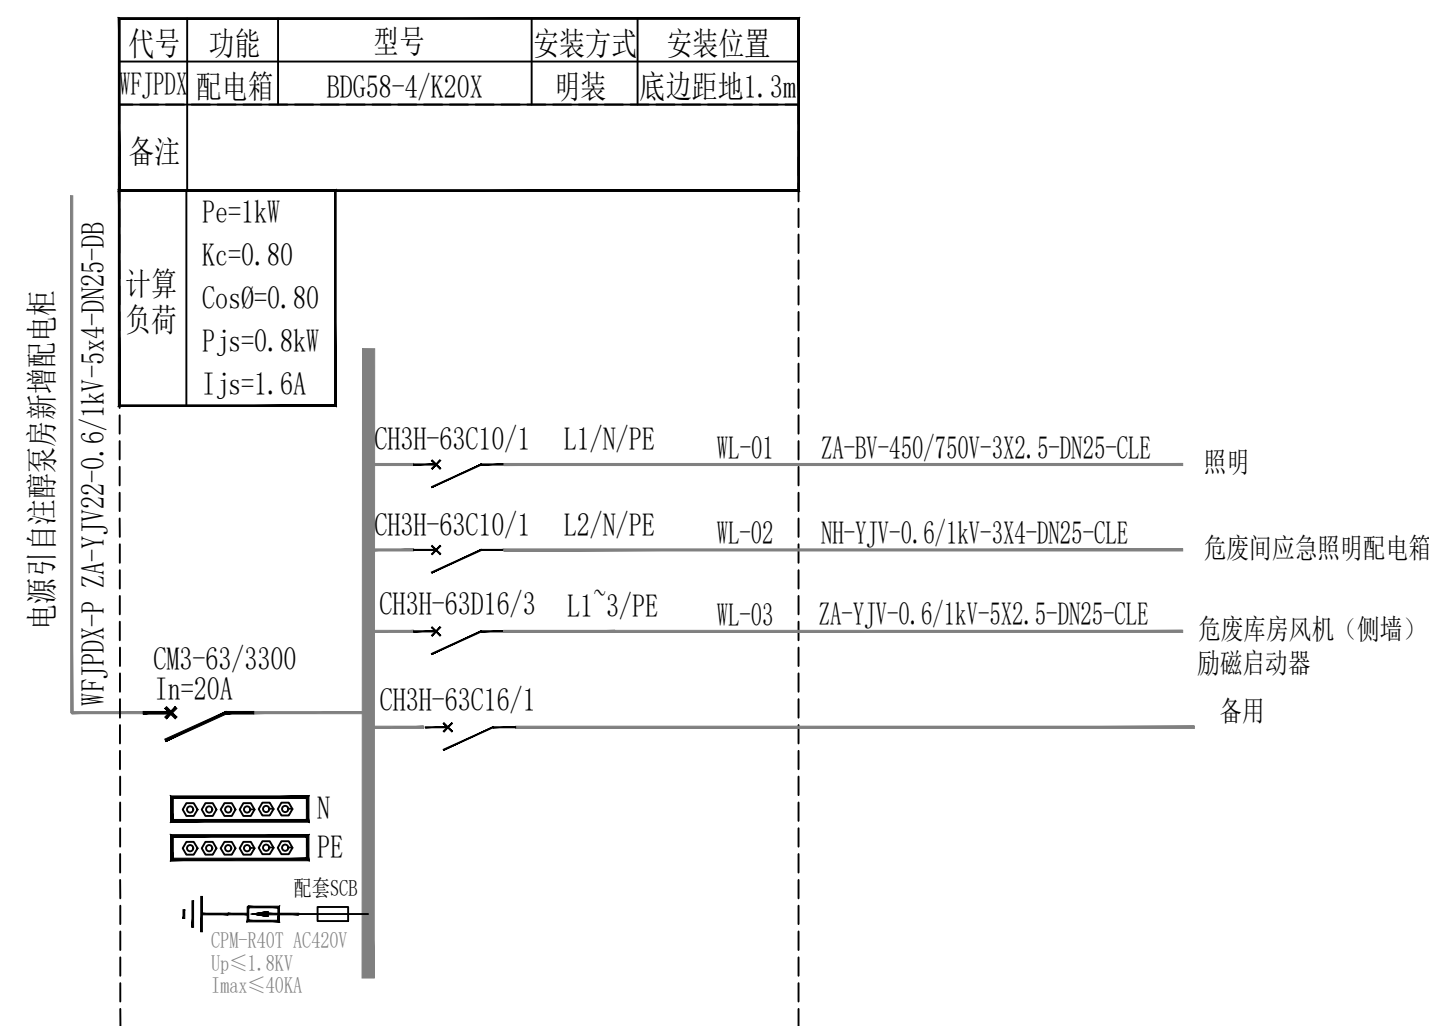 代号 功能 型号 安装方式 安装位置
WFJPDX 配电箱 BDG58-4/K20X 明装 底边距地1.3m
备注
计算
负荷
Pe=1kW
Kc=0.80
CosØ=0.80
Pjs=0.8kW
Ijs=1.6A
电源引自注醇泵房新增配电柜
WFJPDX-P ZA-YJV22-0.6/1kV-5x4-DN25-DB
CH3H-63C10/1 L1/N/PE WL-01 ZA-BV-450/750V-3X2.5-DN25-CLE 照明
CH3H-63C10/1 L2/N/PE WL-02 NH-YJV-0.6/1kV-3X4-DN25-CLE 危废间应急照明配电箱
CH3H-63D16/3 L1~3/PE WL-03 ZA-YJV-0.6/1kV-5X2.5-DN25-CLE 危废库房风机（侧墙）
励磁启动器
CM3-63/3300
In=20A
CH3H-63C16/1 备用
N
PE
配套SCB
CPM-R40T AC420V
Up≤1.8KV
Imax≤40KA